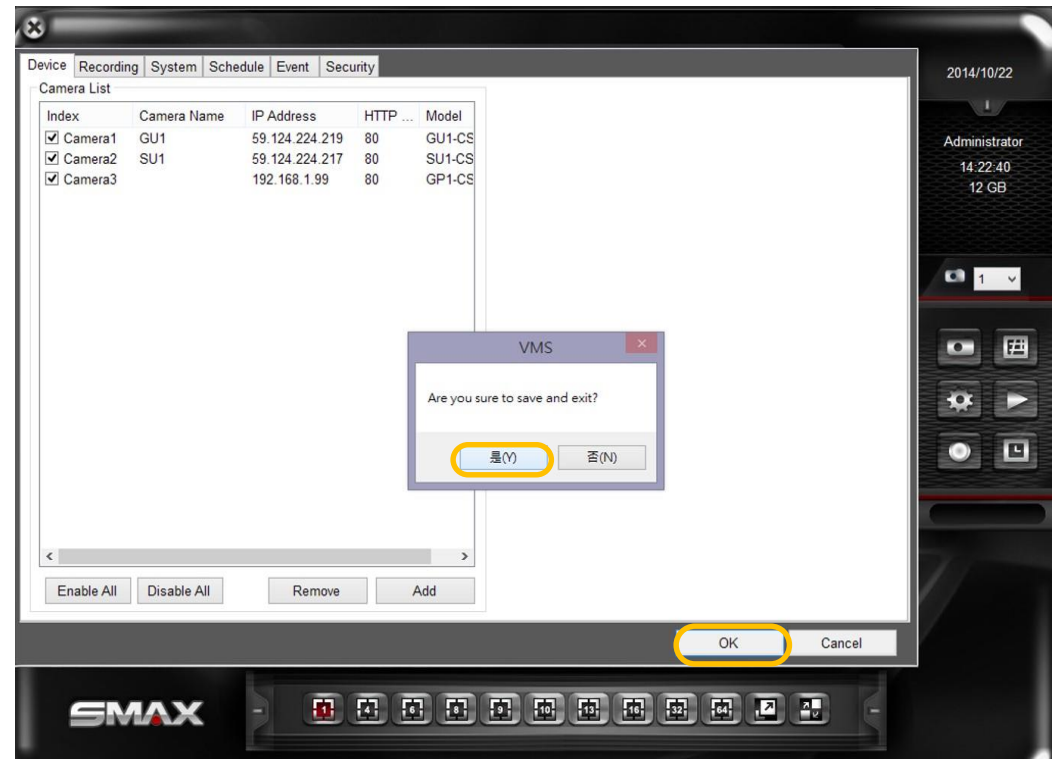 2014/10/22
Administrator
14:22:40
12 GB
1
Device Recording System Schedule Event Security
Camera List
Index Camera Name IP Address HTTP ... Model
Camera1 GU1 59.124.224.219 80 GU1-CS
Camera2 SU1 59.124.224.217 80 SU1-CS
Camera3 192.168.1.99 80 GP1-CS
VMS
Are you sure to save and exit?
是(Y) 否(N)
Enable All Disable All Remove Add
OK Cancel
SMAX
1 4 6 8 9 10 13 16 32 64